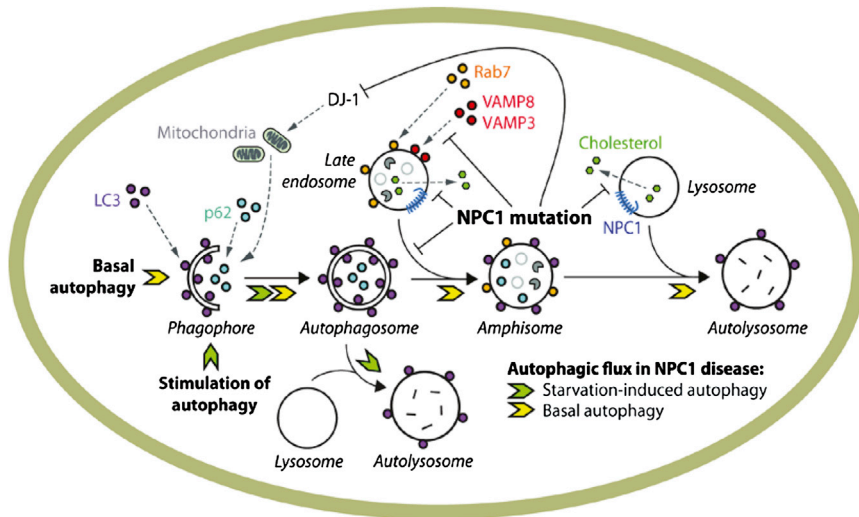 Rab7
DJ-1
VAMP8
VAMP3
Mitochondria
Cholesterol
Late
endosome
Lysosome
LC3
p62
NPC1 mutation
NPC1
Basal
autophagy
Phagophore
Autophagosome
Amphisome
Autolysosome
Stimulation of
autophagy
Autophagic flux in NPC1 disease:
Starvation-induced autophagy
Basal autophagy
Lysosome
Autolysosome